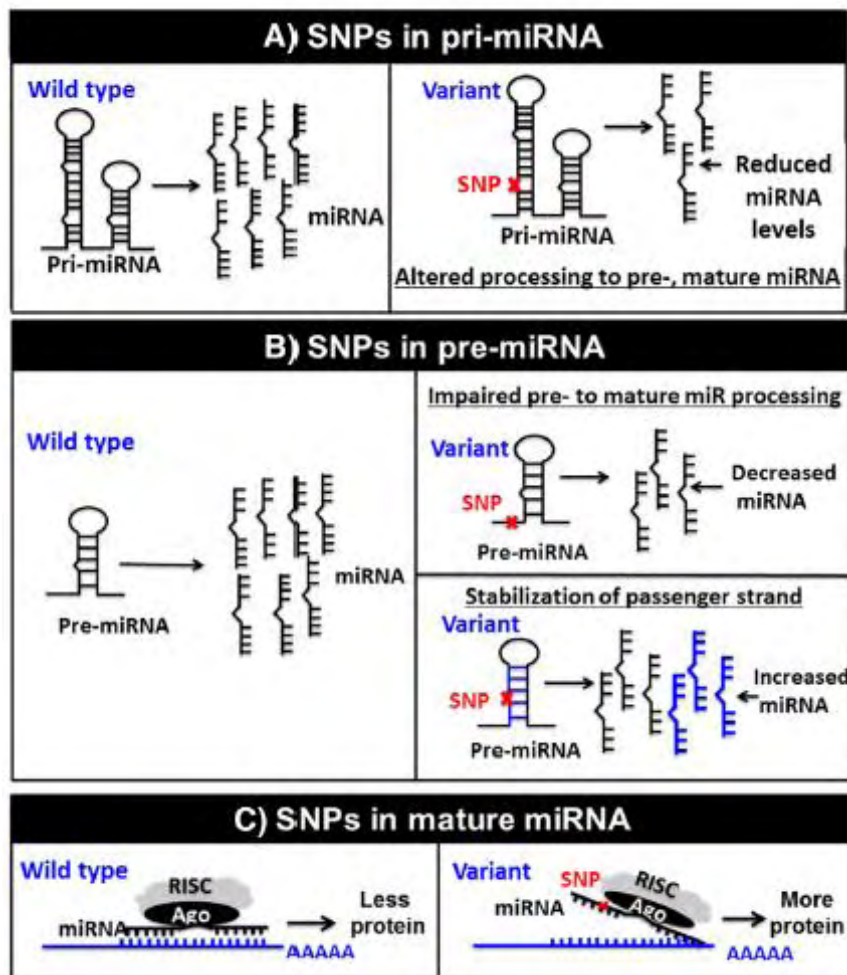 A) SNPs in pri-miRNA
Wild type
Pri-miRNA
miRNA
Variant
SNP
Pri-miRNA
Reduced
miRNA
levels
Altered processing to pre-, mature miRNA
B) SNPs in pre-miRNA
Wild type
Pre-miRNA
miRNA
Impaired pre- to mature miR processing
Variant
SNP
Pre-miRNA
Decreased
miRNA
Stabilization of passenger strand
Variant
SNP
Pre-miRNA
Increased
miRNA
C) SNPs in mature miRNA
Wild type
RISC
Ago
miRNA
AAAAA
Less
protein
Variant
SNP
RISC
miRNA
Ago
AAAAA
More
protein